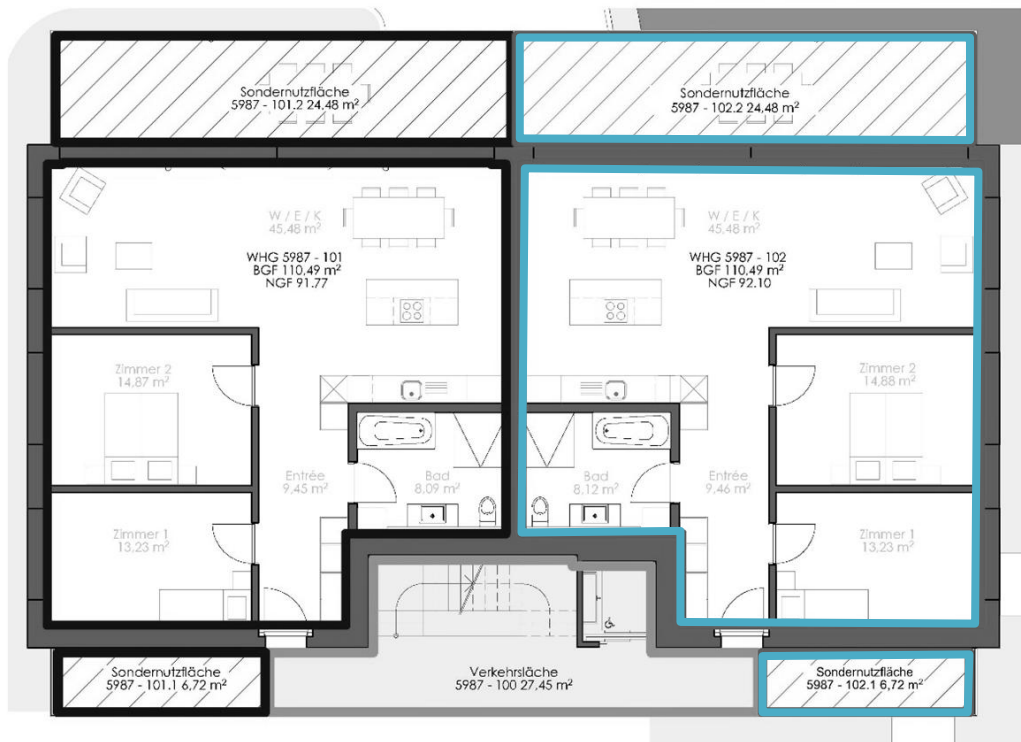 Sondernutzfläche
5987 - 101.2 24,48 m²
Sondernutzfläche
5987 - 102.2 24,48 m²
W / E / K
45,48 m²
WHG 5987 - 101
BGF 110,49 m²
NGF 91.77
W / E / K
45,48 m²
WHG 5987 - 102
BGF 110,49 m²
NGF 92.10
Zimmer 2
14,87 m²
Zimmer 2
14,88 m²
Entrée
9,45 m²
Bad
8.09 m²
Bad
8.12 m²
Entrée
9,46 m²
Zimmer 1
13,23 m²
Zimmer 1
13,23 m²
Sondernutzfläche
5987 - 101.1 6,72 m²
Verkehrsläche
5987 - 100 27.45 m²
Sondernutzfläche
5987 - 102.1 6,72 m²